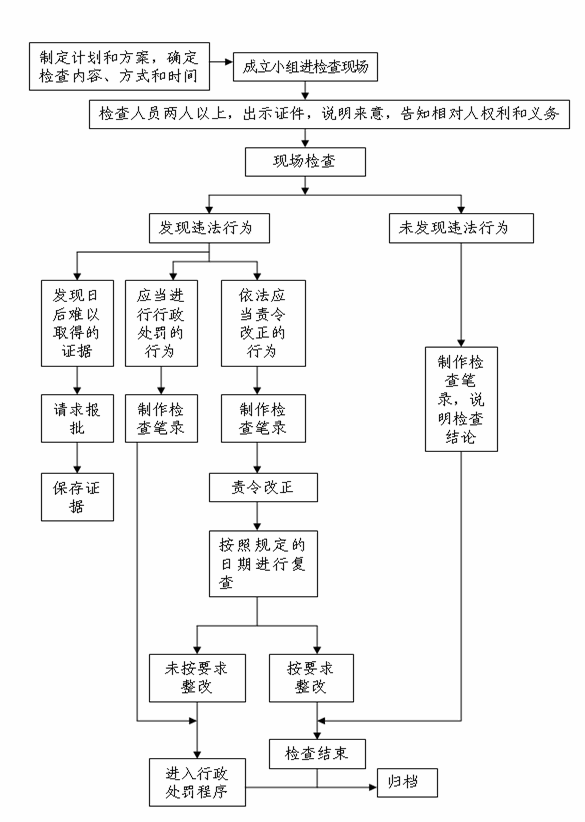 制定计划和方案，确定
检查内容、方式和时间
成立小组进检查现场
检查人员两人以上，出示证件，说明来意，告知相对人权利和义务
现场检查
发现违法行为
未发现违法行为
发现日
后难以
取得的
证据
应当进
行行政
处罚的
行为
依法应
当责令
改正的
行为
制作检
查笔
录，说
明检查
结论
请求报
批
制作检
查笔录
制作检
查笔录
保存证
据
责令改正
按照规定的
日期进行复
查
未按要求
整改
按要求
整改
检查结束
进入行政
处罚程序
归档